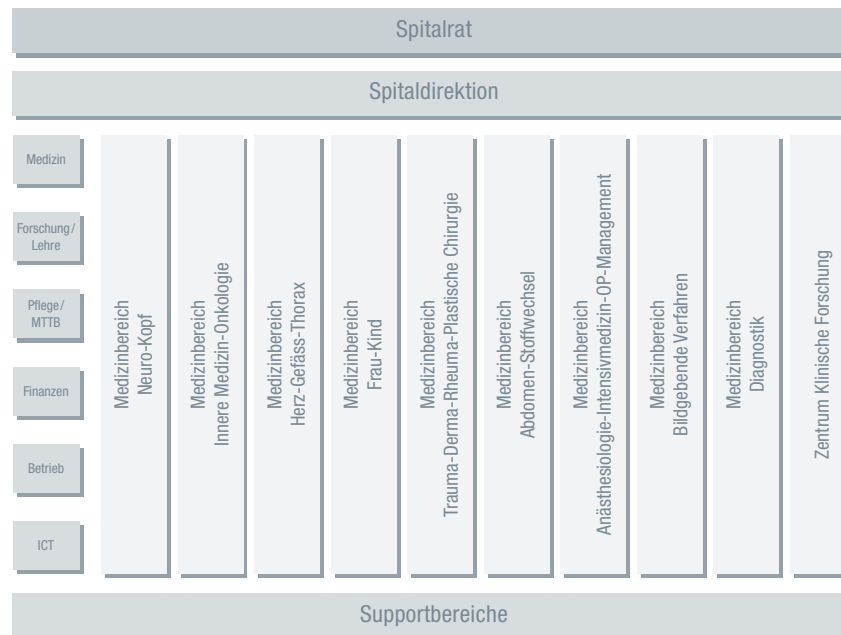 Spitalrat
Spitaldirektion
Medizin
Forschung/
Lehre
Pflege/
MTTB
Finanzen
Betrieb
ICT
Medizinbereich
Neuro-Kopf
Medizinbereich
Innere Medizin-Onkologie
Medizinbereich
Herz-Gefäss-Thorax
Medizinbereich
Frau-Kind
Medizinbereich
Trauma-Derma-Rheuma-Plastische Chirurgie
Medizinbereich
Abdomen-Stoffwechsel
Medizinbereich
Anästhesiologie-Intensivmedizin-OP-Management
Medizinbereich
Bildgebende Verfahren
Medizinbereich
Diagnostik
Zentrum Klinische Forschung
Supportbereiche